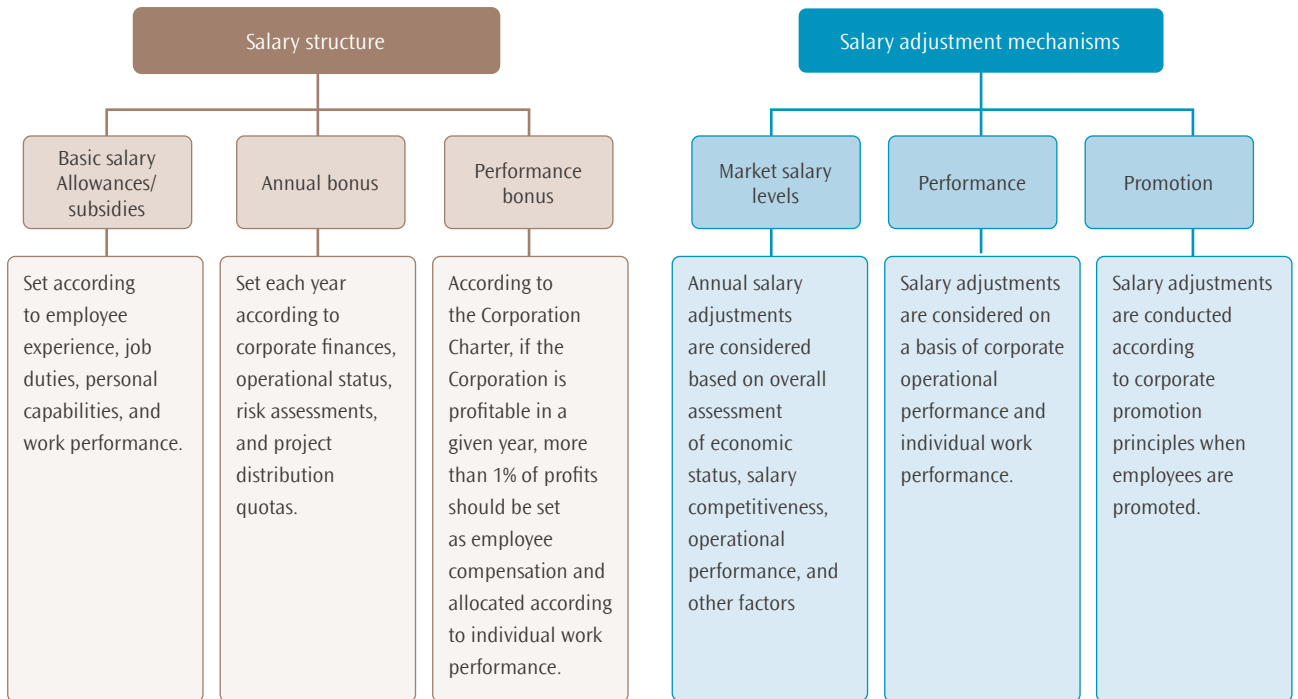 Salary structure
Basic salary
Allowances/
subsidies
Annual bonus
Performance
bonus
Set according
to employee
experience, job
duties, personal
capabilities, and
work performance.
Set each year
according to
corporate finances,
operational status,
risk assessments,
and project
distribution
quotas.
According to
the Corporation
Charter, if the
Corporation is
profitable in a
given year, more
than 1% of profits
should be set
as employee
compensation and
allocated according
to individual work
performance.
Salary adjustment mechanisms
Market salary
levels
Performance
Promotion
Annual salary
adjustments
are considered
based on overall
assessment
of economic
status, salary
competitiveness,
operational
performance, and
other factors
Salary adjustments
are considered on
a basis of corporate
operational
performance and
individual work
performance.
Salary adjustments
are conducted
according
to corporate
promotion
principles when
employees are
promoted.